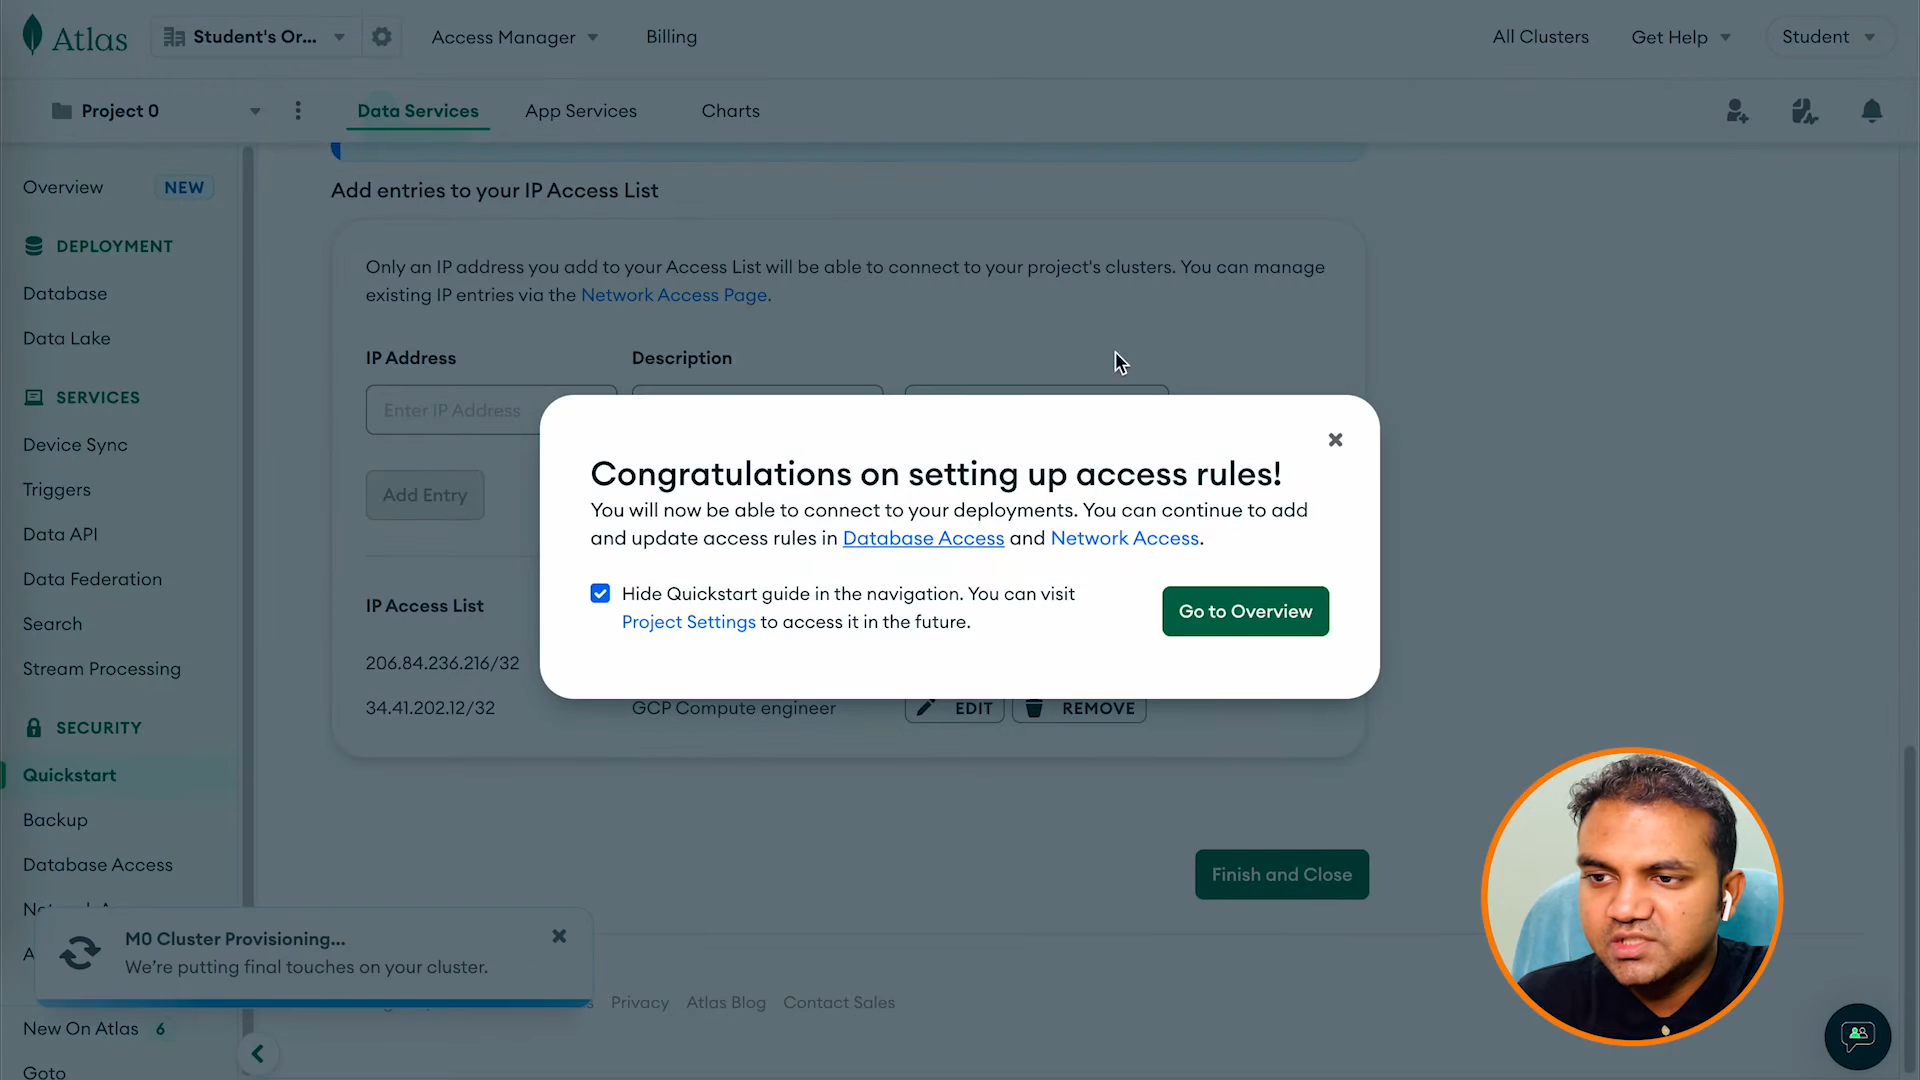 Atlas
Student's Or...
Access Manager
Billing
All Clusters
Get Help
Student
Project 0
Data Services
App Services
Charts
Overview
NEW
DEPLOYMENT
Database
Data Lake
SERVICES
Device Sync
Triggers
Data API
Data Federation
Search
Stream Processing
SECURITY
Quickstart
Backup
Database Access
New On Atlas 6
Goto
Add entries to your IP Access List
Only an IP address you add to your Access List will be able to connect to your project's clusters. You can manage
existing IP entries via the Network Access Page.
IP Address
Description
Enter IP Address
Add Entry
IP Access List
206.84.236.216/32
34.41.202.12/32
GCP Compute engineer
EDIT
REMOVE
Congratulations on setting up access rules!
You will now be able to connect to your deployments. You can continue to add
and update access rules in Database Access and Network Access.
Hide Quickstart guide in the navigation. You can visit
Project Settings to access it in the future.
Go to Overview
Finish and Close
M0 Cluster Provisioning...
We're putting final touches on your cluster.
Privacy
Atlas Blog
Contact Sales